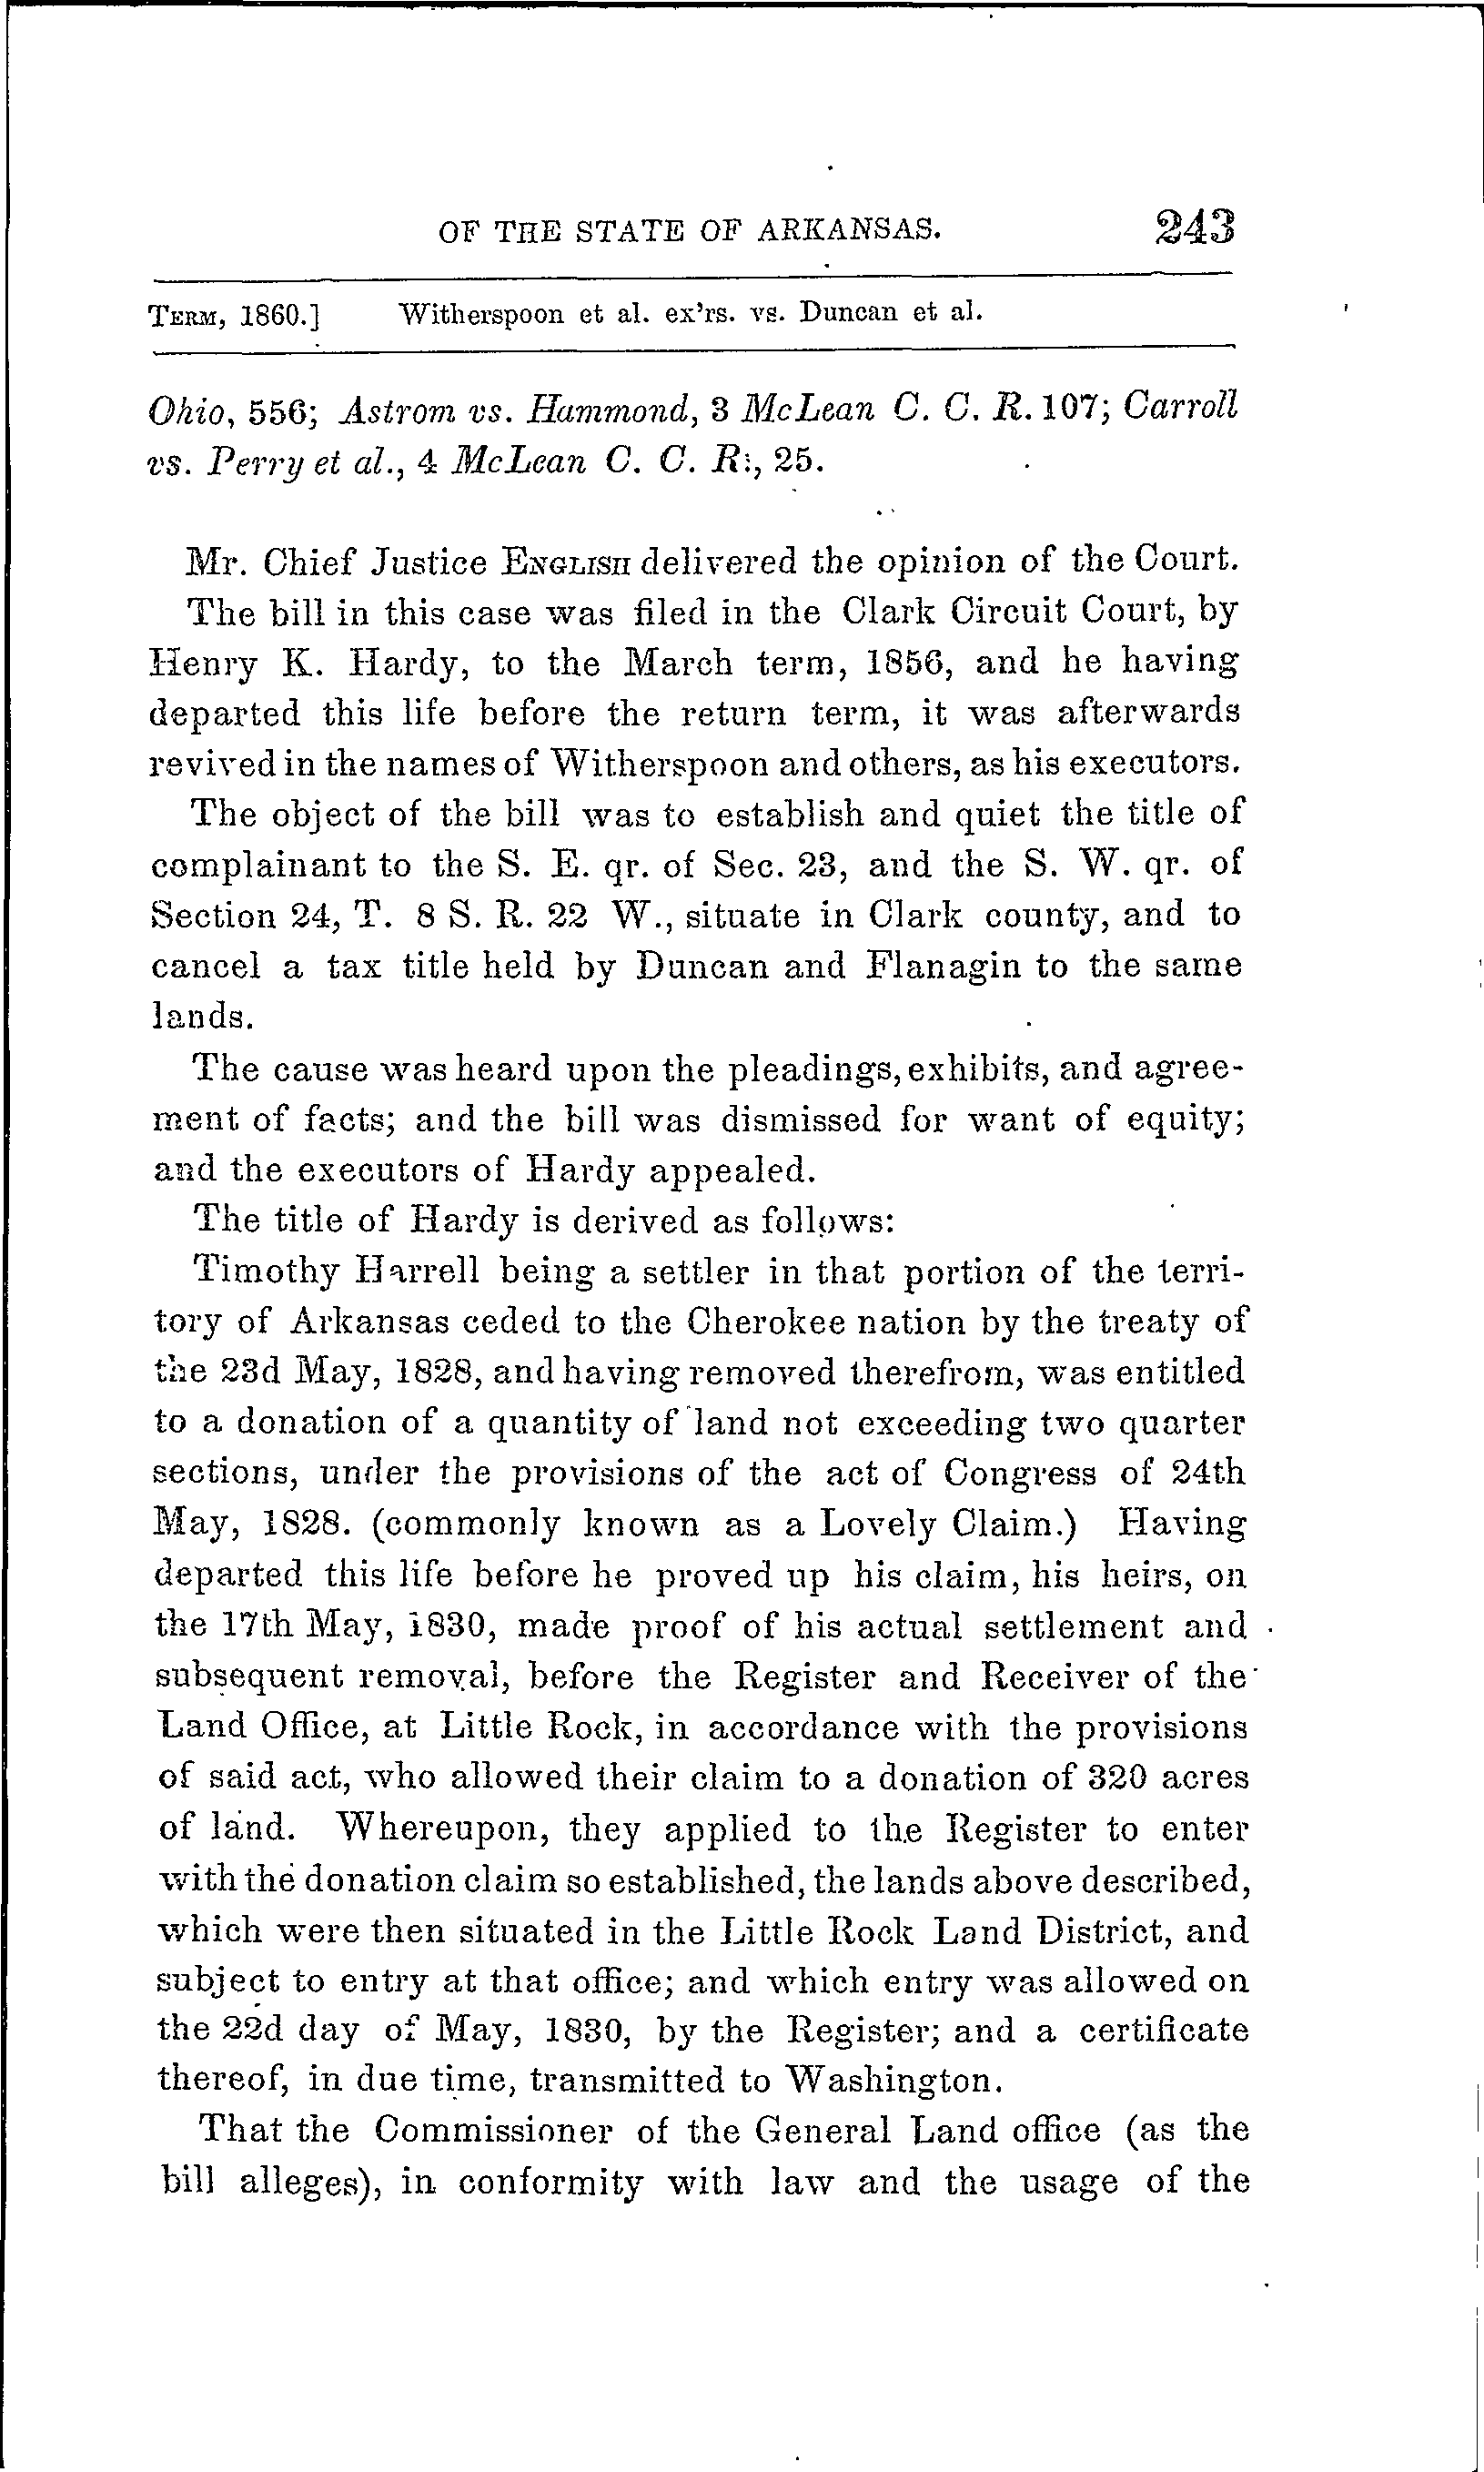 OF THE STATE OF ARKANSAS. 243
TERM, 1860.] Witherspoon et al. ex'rs. vs. Duncan et al.
Ohio, 556; Astrom vs. Hammond, 3 McLean C. C. R. 107; Carroll
vs. Perry et al., 4 McLean C. C. R., 25.
Mr. Chief Justice ENGLISH delivered the opinion of the Court.
The bill in this case was filed in the Clark Circuit Court, by
Henry K. Hardy, to the March term, 1856, and he having
departed this life before the return term, it was afterwards
revived in the names of Witherspoon and others, as his executors.
The object of the bill was to establish and quiet the title of
complainant to the S. E. qr. of Sec. 23, and the S. W. qr. of
Section 24, T. 8 S. R. 22 W., situate in Clark county, and to
cancel a tax title held by Duncan and Flanagin to the same
lands.
The cause was heard upon the pleadings, exhibits, and agree-
ment of facts; and the bill was dismissed for want of equity;
and the executors of Hardy appealed.
The title of Hardy is derived as follows:
Timothy Harrell being a settler in that portion of the terri-
tory of Arkansas ceded to the Cherokee nation by the treaty of
the 23d May, 1828, and having removed therefrom, was entitled
to a donation of a quantity of land not exceeding two quarter
sections, under the provisions of the act of Congress of 24th
May, 1828. (commonly known as a Lovely Claim.) Having
departed this life before he proved up his claim, his heirs, on
the 17th May, 1830, made proof of his actual settlement and
subsequent removal, before the Register and Receiver of the
Land Office, at Little Rock, in accordance with the provisions
of said act, who allowed their claim to a donation of 320 acres
of land. Whereupon, they applied to the Register to enter
with the donation claim so established, the lands above described,
which were then situated in the Little Rock Land District, and
subject to entry at that office; and which entry was allowed on
the 22d day of May, 1830, by the Register; and a certificate
thereof, in due time, transmitted to Washington.
That the Commissioner of the General Land office (as the
bill alleges), in conformity with law and the usage of the